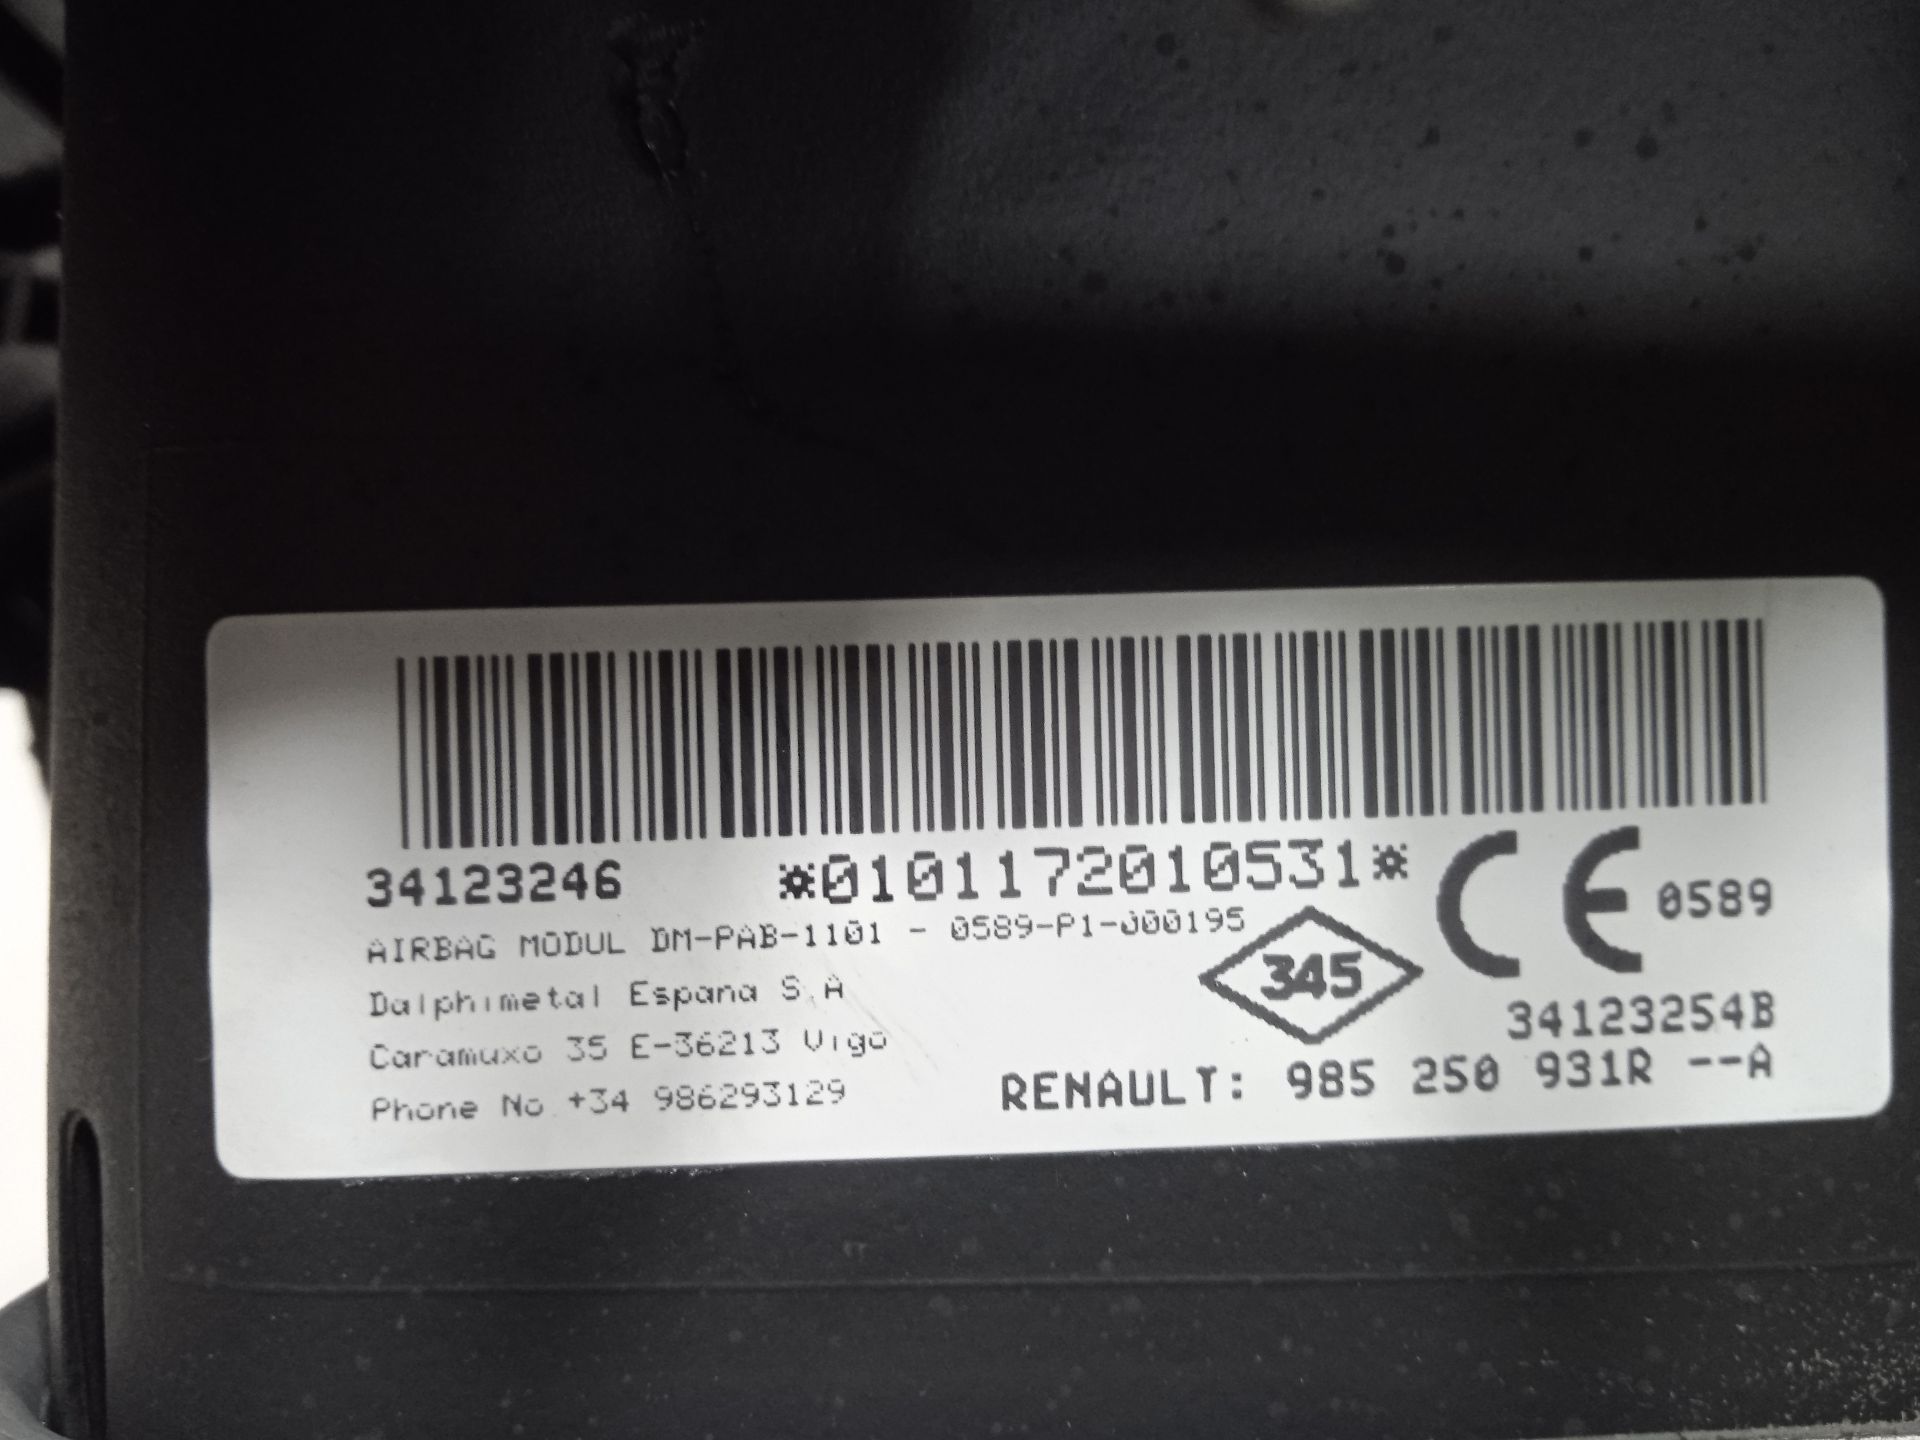 34123246 *0101172010531*
AIRBAG MODUL DM-PAB-1101 - 0589-P1-000195
0589
Dalphimetal Espana S.A
345
34123254B
Caramuxo 35 E-36213 Vigo
Phone No +34 986293129
RENAULT: 985 250 931R --A
CE